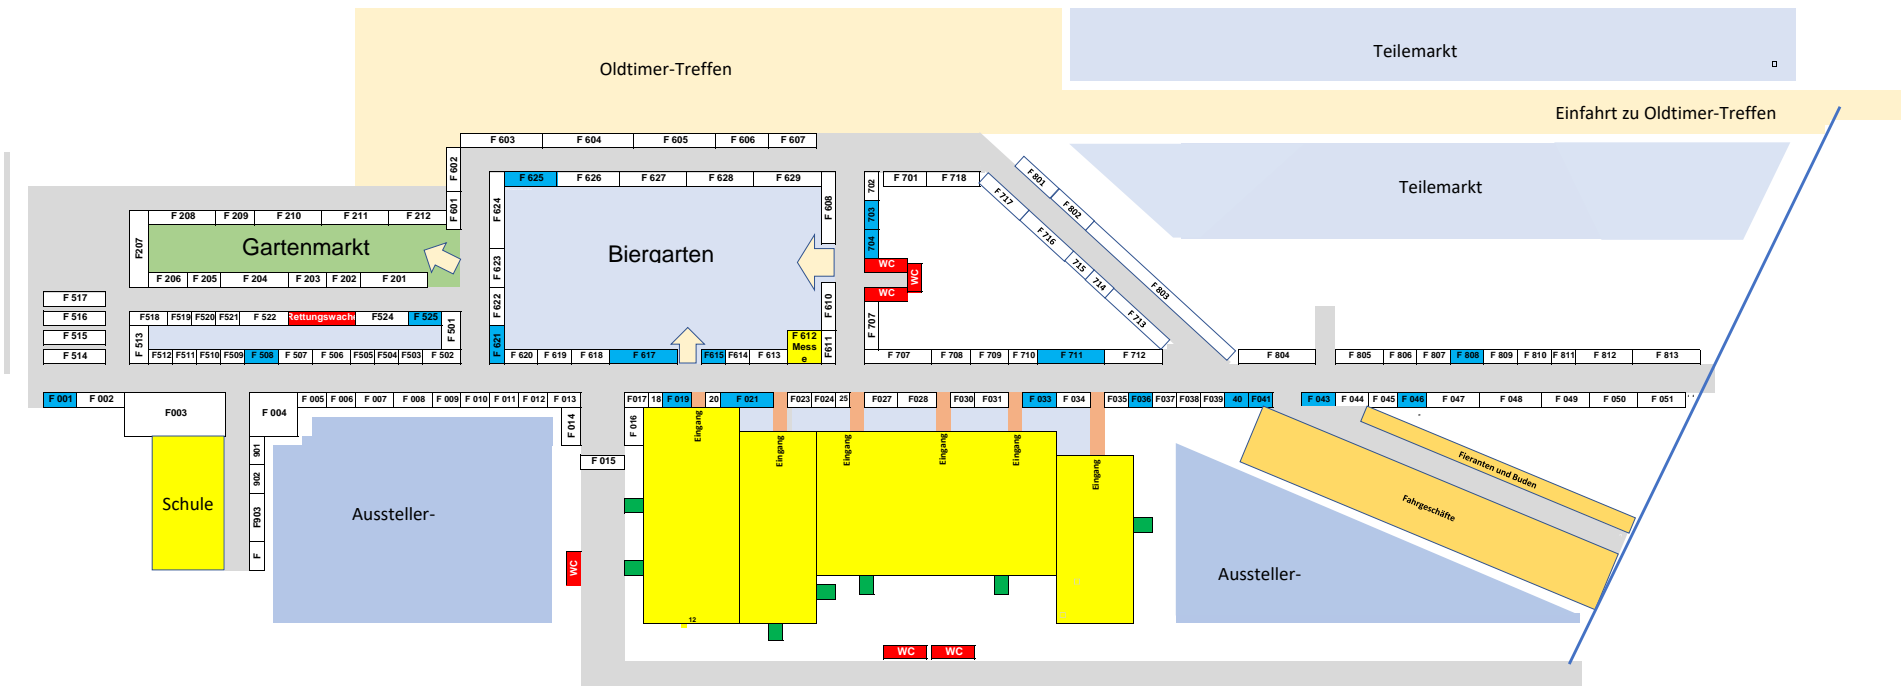 Teilemarkt
Oldtimer-Treffen
Einfahrt zu Oldtimer-Treffen
F 603
F 604
F 605
F 606
F 607
F 602
F 601
F 625
F 626
F 627
F 628
F 629
F 624
F 623
F 622
F 621
F 608
F 610
F611
702
703
704
F 701
F 718
F 717
F 716
715
714
F 713
F 801
F 802
F 803
Teilemarkt
F 208
F 209
F 210
F 211
F 212
F207
Gartenmarkt
Biergarten
WC
WC
WC
F 206
F 205
F 204
F 203
F 202
F 201
F 517
F 516
F 515
F 514
F518
F519
F520
F521
F 522
Rettungswache
F524
F 525
F 501
F 513
F512
F511
F510
F509
F 508
F 507
F 506
F505
F504
F503
F 502
F 620
F 619
F 618
F 617
F615
F614
F 613
F 612
Mess
e
F 707
F 707
F 708
F 709
F 710
F 711
F 712
F 804
F 805
F 806
F 807
F 808
F 809
F 810
F 811
F 812
F 813
F 001
F 002
F003
F 004
F 005
F 006
F 007
F 008
F 009
F 010
F 011
F 012
F 013
F 014
F 015
F 016
F017
18
F 019
20
F 021
F023
F024
25
F027
F028
F030
F031
F 033
F 034
F035
F036
F037
F038
F039
40
F041
F 043
F 044
F 045
F 046
F 047
F 048
F 049
F 050
F 051
Eingang
Eingang
Eingang
Eingang
Eingang
Eingang
901
902
F903
F
Schule
Aussteller-
WC
12
WC
WC
Aussteller-
Fieranten und Buden
Fahrgeschäfte